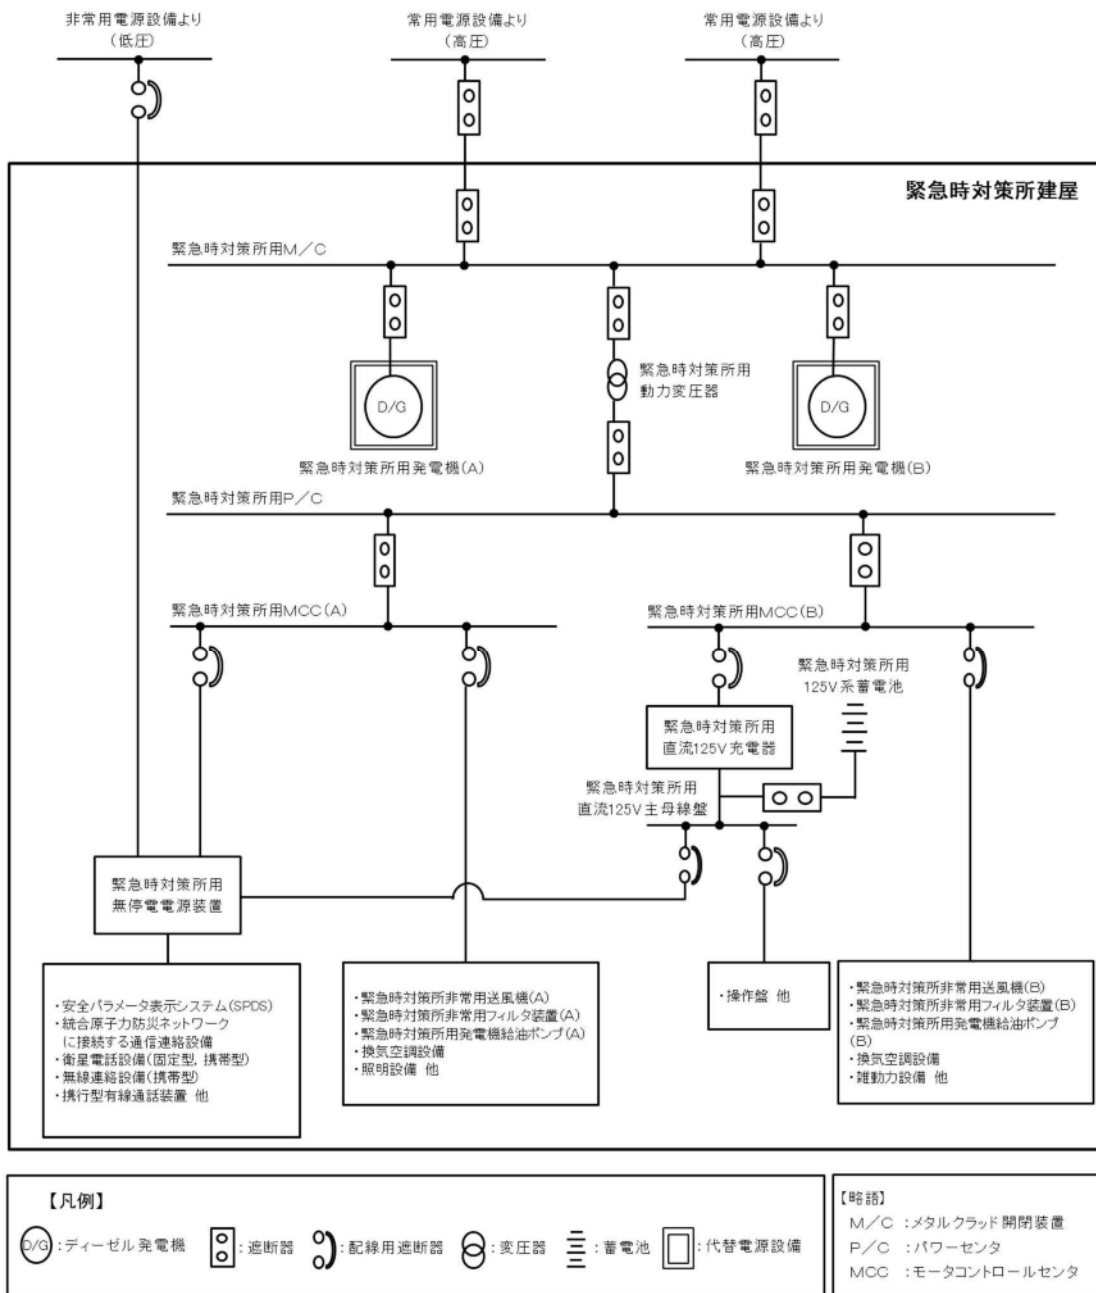 非常用電源設備より
(低圧)
常用電源設備より
(高圧)
常用電源設備より
(高圧)
緊急時対策所建屋
緊急時対策所用M/C
D/G
緊急時対策所用
動力変圧器
D/G
緊急時対策所用発電機(A)
緊急時対策所用発電機(B)
緊急時対策所用P/C
緊急時対策所用MCC(A)
緊急時対策所用MCC(B)
緊急時対策所用
125V系蓄電池
緊急時対策所用
直流125V充電器
緊急時対策所用
直流125V主母線盤
緊急時対策所用
無停電電源装置
・安全パラメータ表示システム(SPDS)
・統合原子力防災ネットワーク
に接続する通信連絡設備
・衛星電話設備(固定型, 携帯型)
・無線連絡設備(携帯型)
・携行型有線通話装置 他
・緊急時対策所非常用送風機(A)
・緊急時対策所非常用フィルタ装置(A)
・緊急時対策所用発電機給油ポンプ(A)
・換気空調設備
・照明設備 他
・操作盤 他
・緊急時対策所非常用送風機(B)
・緊急時対策所非常用フィルタ装置(B)
・緊急時対策所用発電機給油ポンプ
(B)
・換気空調設備
・雑動力設備 他
【凡例】
D/G :ディーゼル発電機 :遮断器 :配線用遮断器 :変圧器 :蓄電池 :代替電源設備
【略語】
M/C :メタルクラッド開閉装置
P/C :パワーセンタ
MCC :モータコントロールセンタ